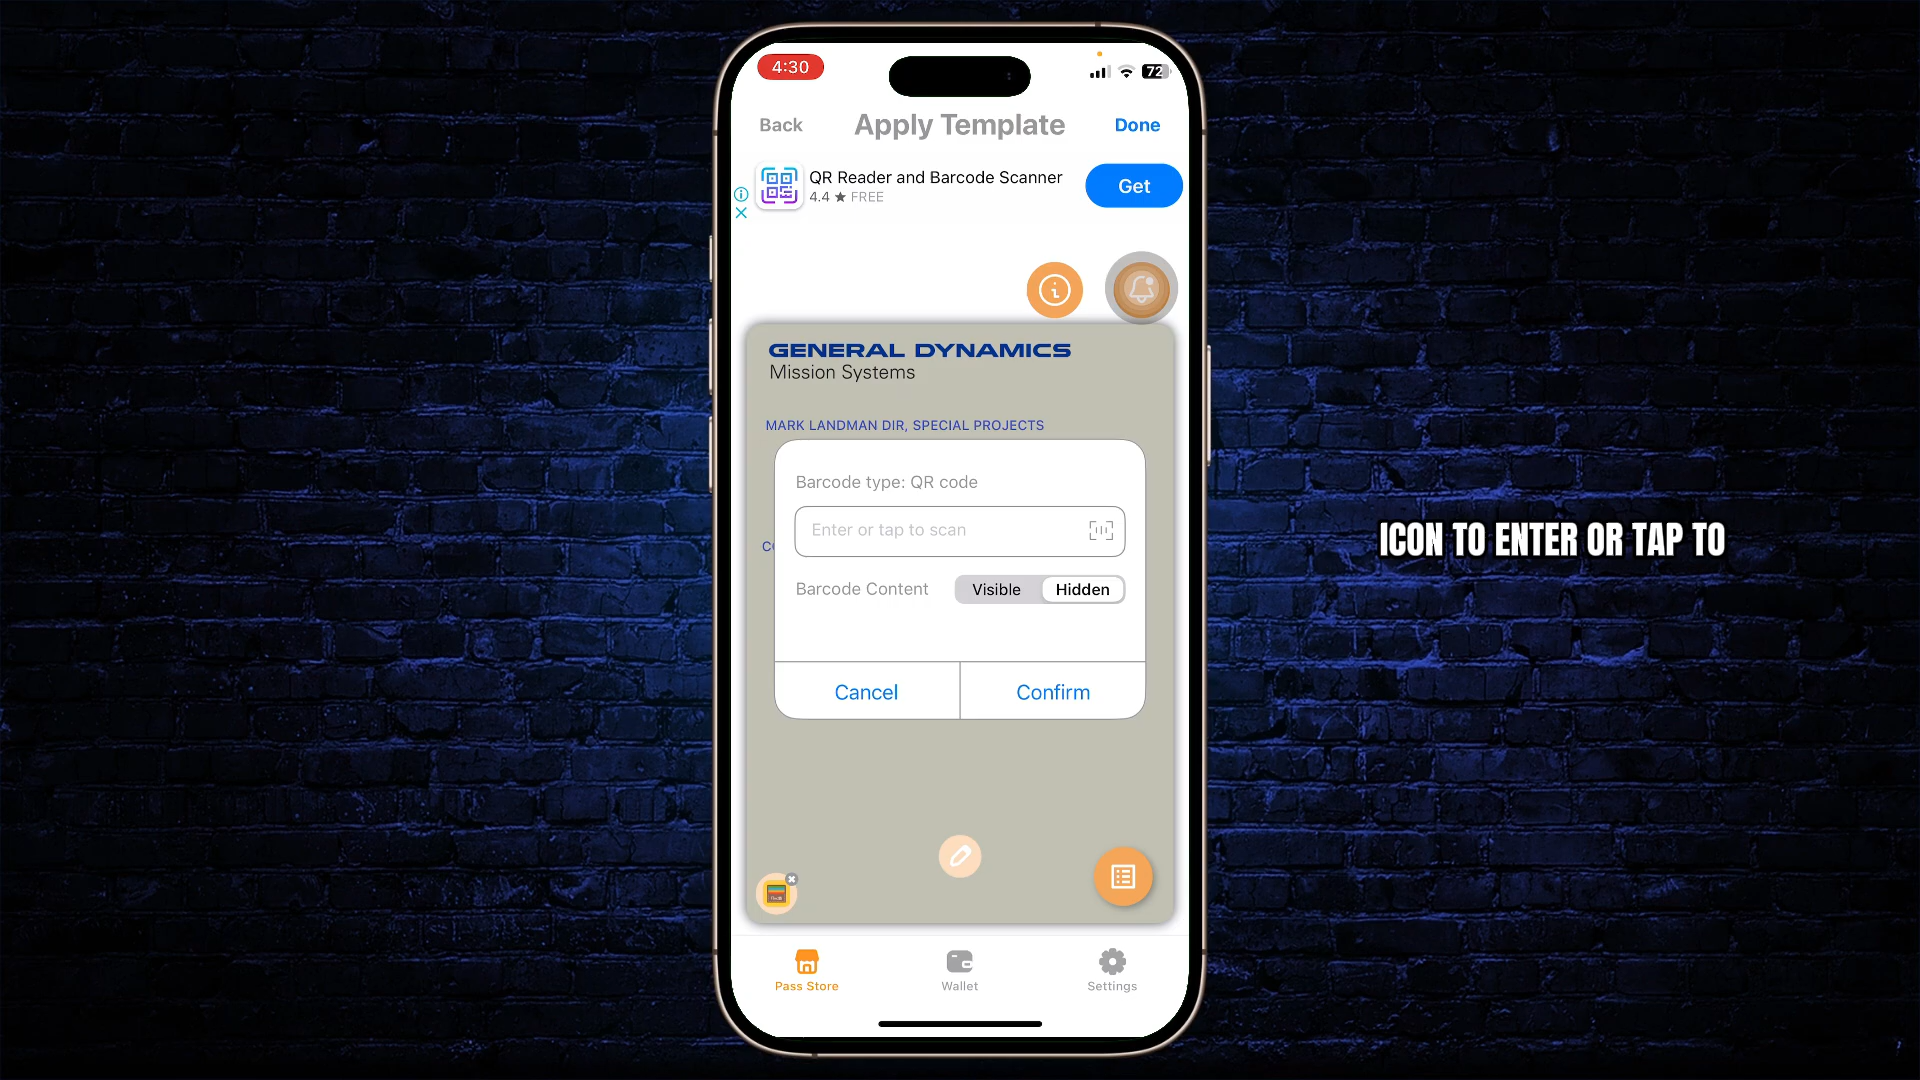 4:30
72
Back
Apply Template
Done
QR Reader and Barcode Scanner
4.4 ★ FREE
Get
GENERAL DYNAMICS
Mission Systems
MARK LANDMAN DIR, SPECIAL PROJECTS
Barcode type: QR code
Enter or tap to scan
ICON TO ENTER OR TAP TO
Barcode Content
Visible
Hidden
Cancel
Confirm
Pass Store
Wallet
Settings